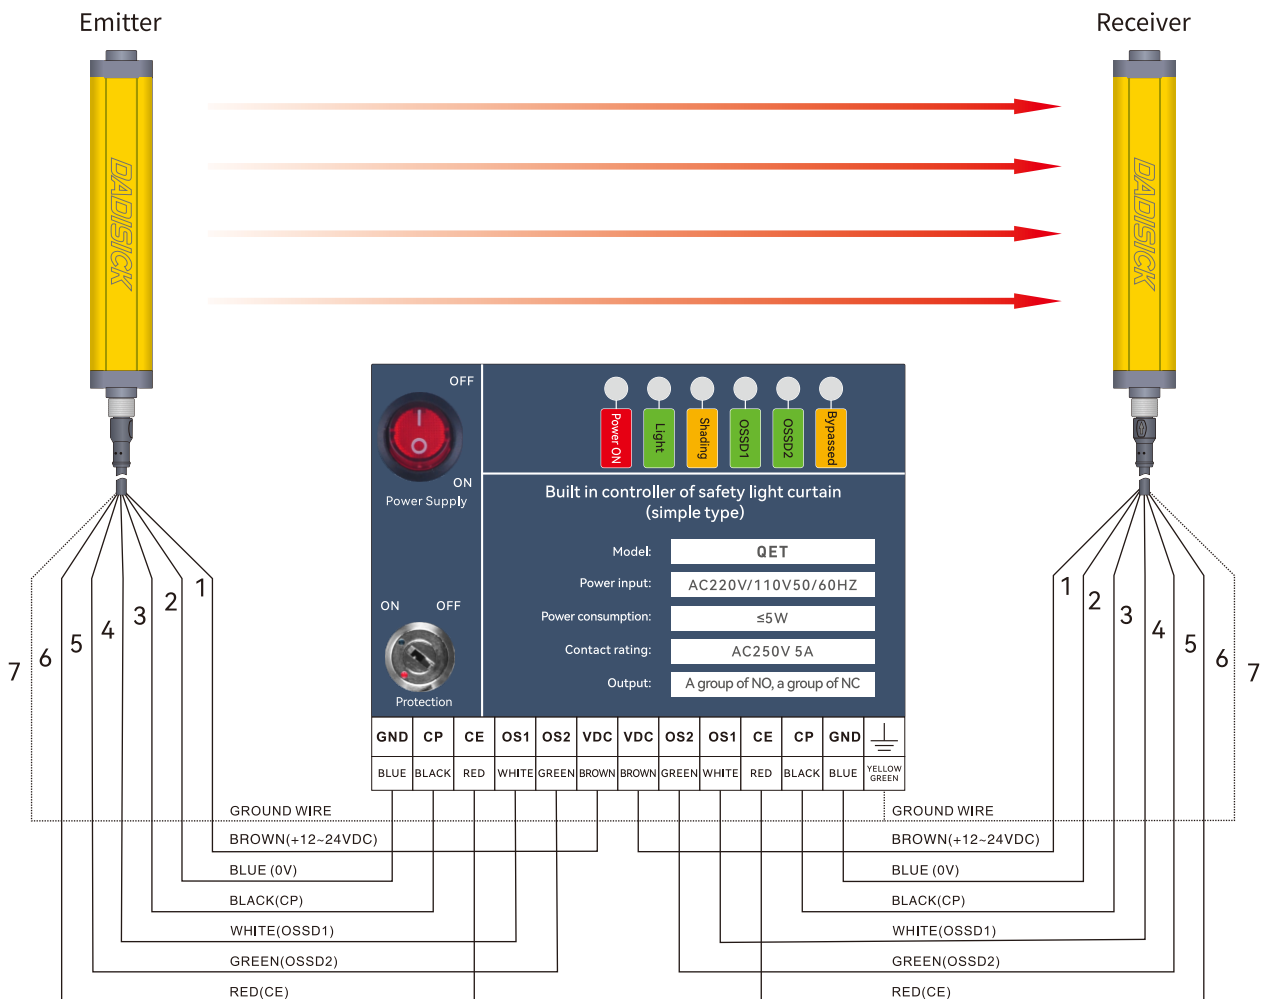 Emitter
Receiver
DADISICK
DADISICK
OFF
I
O
ON
Power Supply
Power ON
Light
Shading
OSSD1
OSSD2
Bypassed
Built in controller of safety light curtain
(simple type)
Model: QET
Power input: AC220V/110V50/60HZ
Power consumption: ≤5W
Contact rating: AC250V 5A
Output: A group of NO, a group of NC
ON OFF
Protection
GND CP CE OS1 OS2 VDC VDC OS2 OS1 CE CP GND
BLUE BLACK RED WHITE GREEN BROWN BROWN GREEN WHITE RED BLACK BLUE YELLOW GREEN
7 6 5 4 3 2 1
1 2 3 4 5 6 7
GROUND WIRE
BROWN(+12~24VDC)
BLUE (0V)
BLACK(CP)
WHITE(OSSD1)
GREEN(OSSD2)
RED(CE)
GROUND WIRE
BROWN(+12~24VDC)
BLUE (0V)
BLACK(CP)
WHITE(OSSD1)
GREEN(OSSD2)
RED(CE)